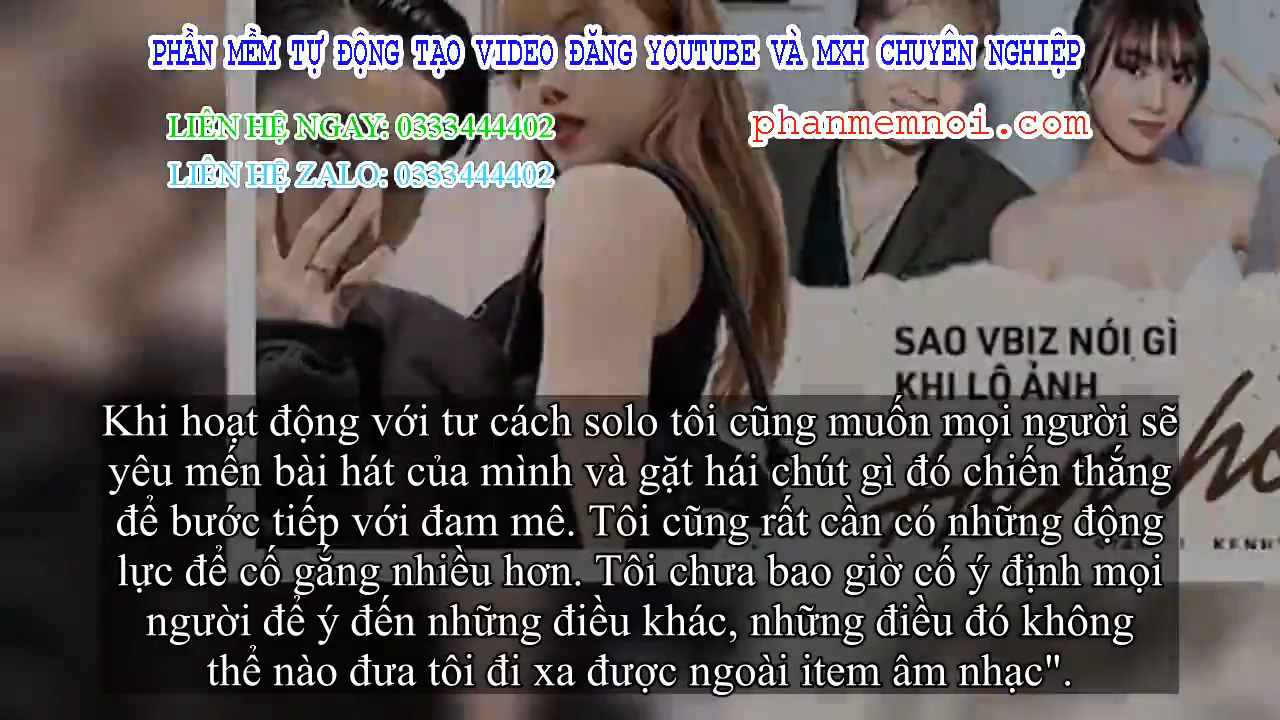 PHẦN MỀM TỰ ĐỘNG TẠO VIDEO ĐĂNG YOUTUBE VÀ MXH CHUYÊN NGHIỆP
LIÊN HỆ NGAY: 0333444402
phanmemnoi.com
LIÊN HỆ ZALO: 0333444402
SAO VBIZ NÓI GÌ
KHI LỘ ẢNH
Khi hoạt động với tư cách solo tôi cũng muốn mọi người sẽ
yêu mến bài hát của mình và gặt hái chút gì đó chiến thắng
để bước tiếp với đam mê. Tôi cũng rất cần có những động
lực để cố gắng nhiều hơn. Tôi chưa bao giờ cố ý định mọi
người để ý đến những điều khác, những điều đó không
thể nào đưa tôi đi xa được ngoài item âm nhạc".